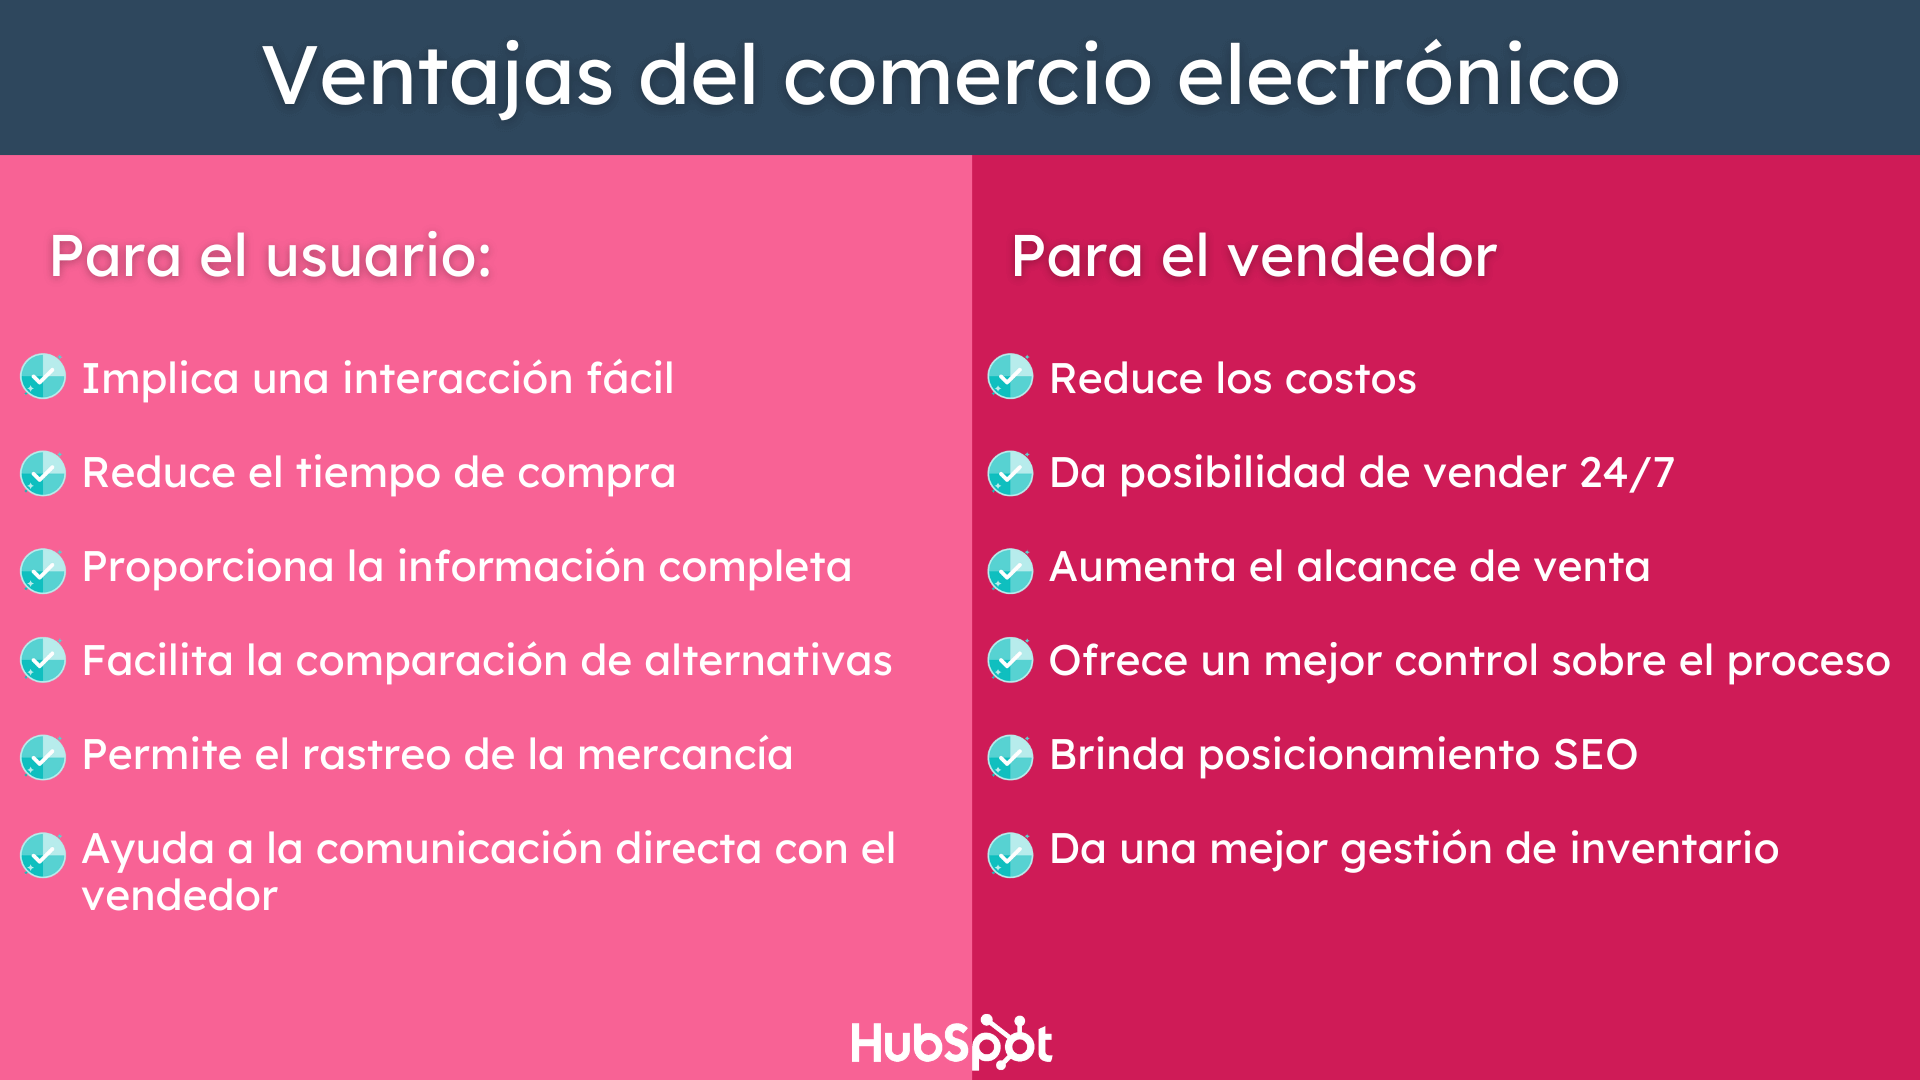 Ventajas del comercio electrónico
Para el usuario:
Implica una interacción fácil
Reduce el tiempo de compra
Proporciona la información completa
Facilita la comparación de alternativas
Permite el rastreo de la mercancía
Ayuda a la comunicación directa con el
vendedor
Para el vendedor
Reduce los costos
Da posibilidad de vender 24/7
Aumenta el alcance de venta
Ofrece un mejor control sobre el proceso
Brinda posicionamiento SEO
Da una mejor gestión de inventario
HubSpot